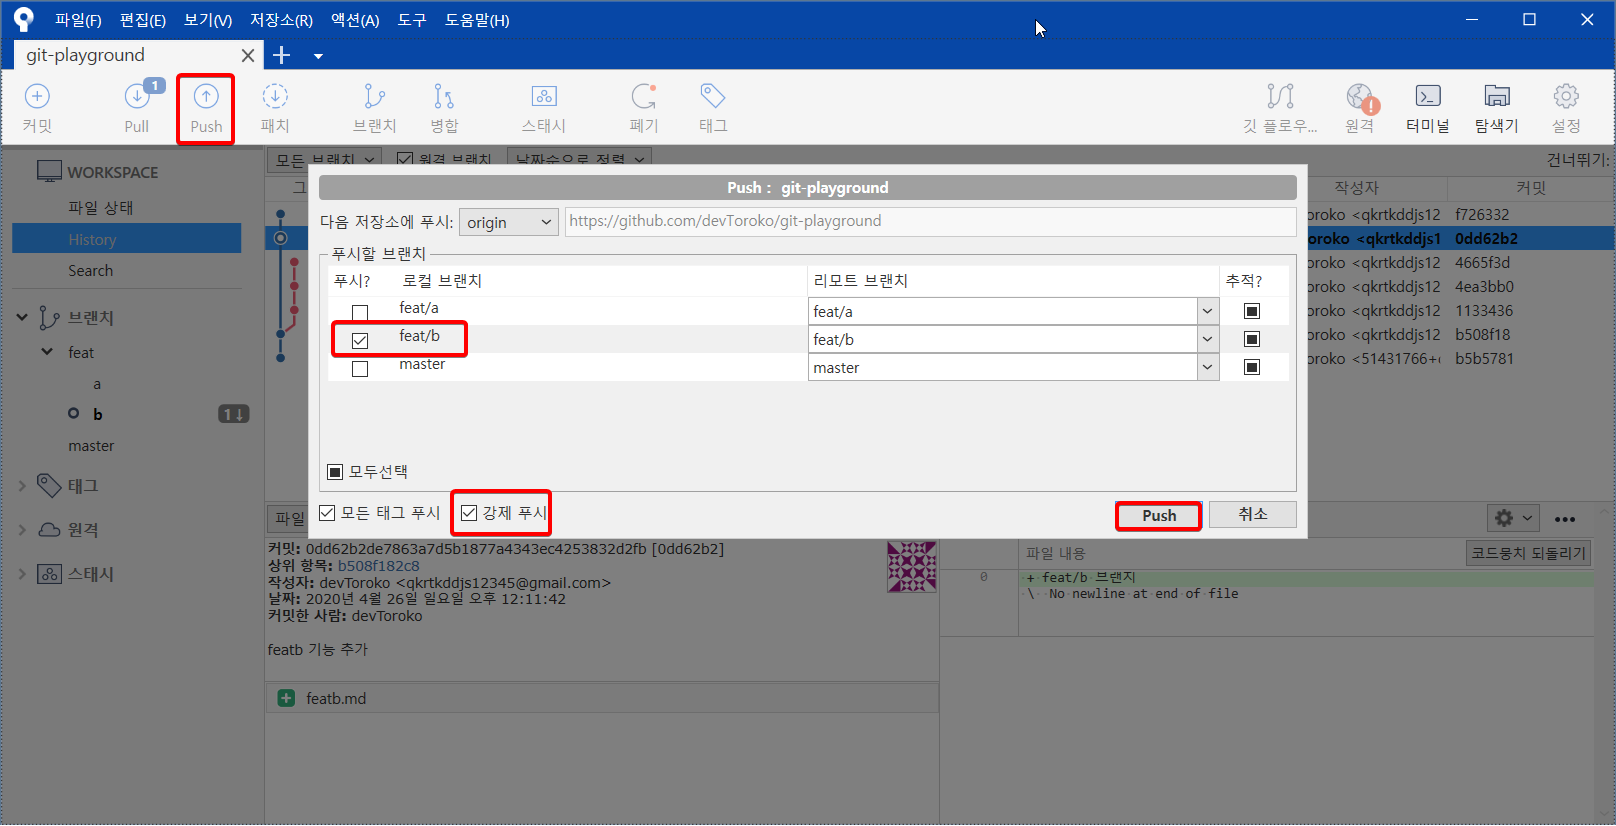 파일(F) 편집(E) 보기(V) 저장소(R) 액션(A) 도구 도움말(H)
git-playground
1
커밋 Pull Push 패치 브랜치 병합 스태시 폐기 태그 깃 플로우... 원격 터미널 탐색기 설정
WORKSPACE
파일 상태
History
Search
브랜치
feat
a
b 1↓
master
태그
원격
스태시
모든 브랜치 원격 브랜치 날짜순으로 정렬 건너뛰기:
그
작성자 커밋
oroko <qkrtkddjs12 f726332
oroko <qkrtkddjs1 0dd62b2
oroko <qkrtkddjs12 4665f3d
oroko <qkrtkddjs12 4ea3bb0
oroko <qkrtkddjs12 1133436
oroko <qkrtkddjs12 b508f18
oroko <51431766+ b5b5781
Push : git-playground
다음 저장소에 푸시: origin https://github.com/devToroko/git-playground
푸시할 브랜치
푸시? 로컬 브랜치 리모트 브랜치 추적?
feat/a feat/a
feat/b feat/b
master master
모두선택
모든 태그 푸시 강제 푸시 Push 취소
파일
커밋: 0dd62b2de7863a7d5b1877a4343ec4253832d2fb [0dd62b2]
상위 항목: b508f182c8
작성자: devToroko <qkrtkddjs12345@gmail.com>
날짜: 2020년 4월 26일 일요일 오후 12:11:42
커밋한 사람: devToroko
featb 기능 추가
featb.md
파일 내용 코드뭉치 되돌리기
0 + feat/b 브랜치
\ No newline at end of file